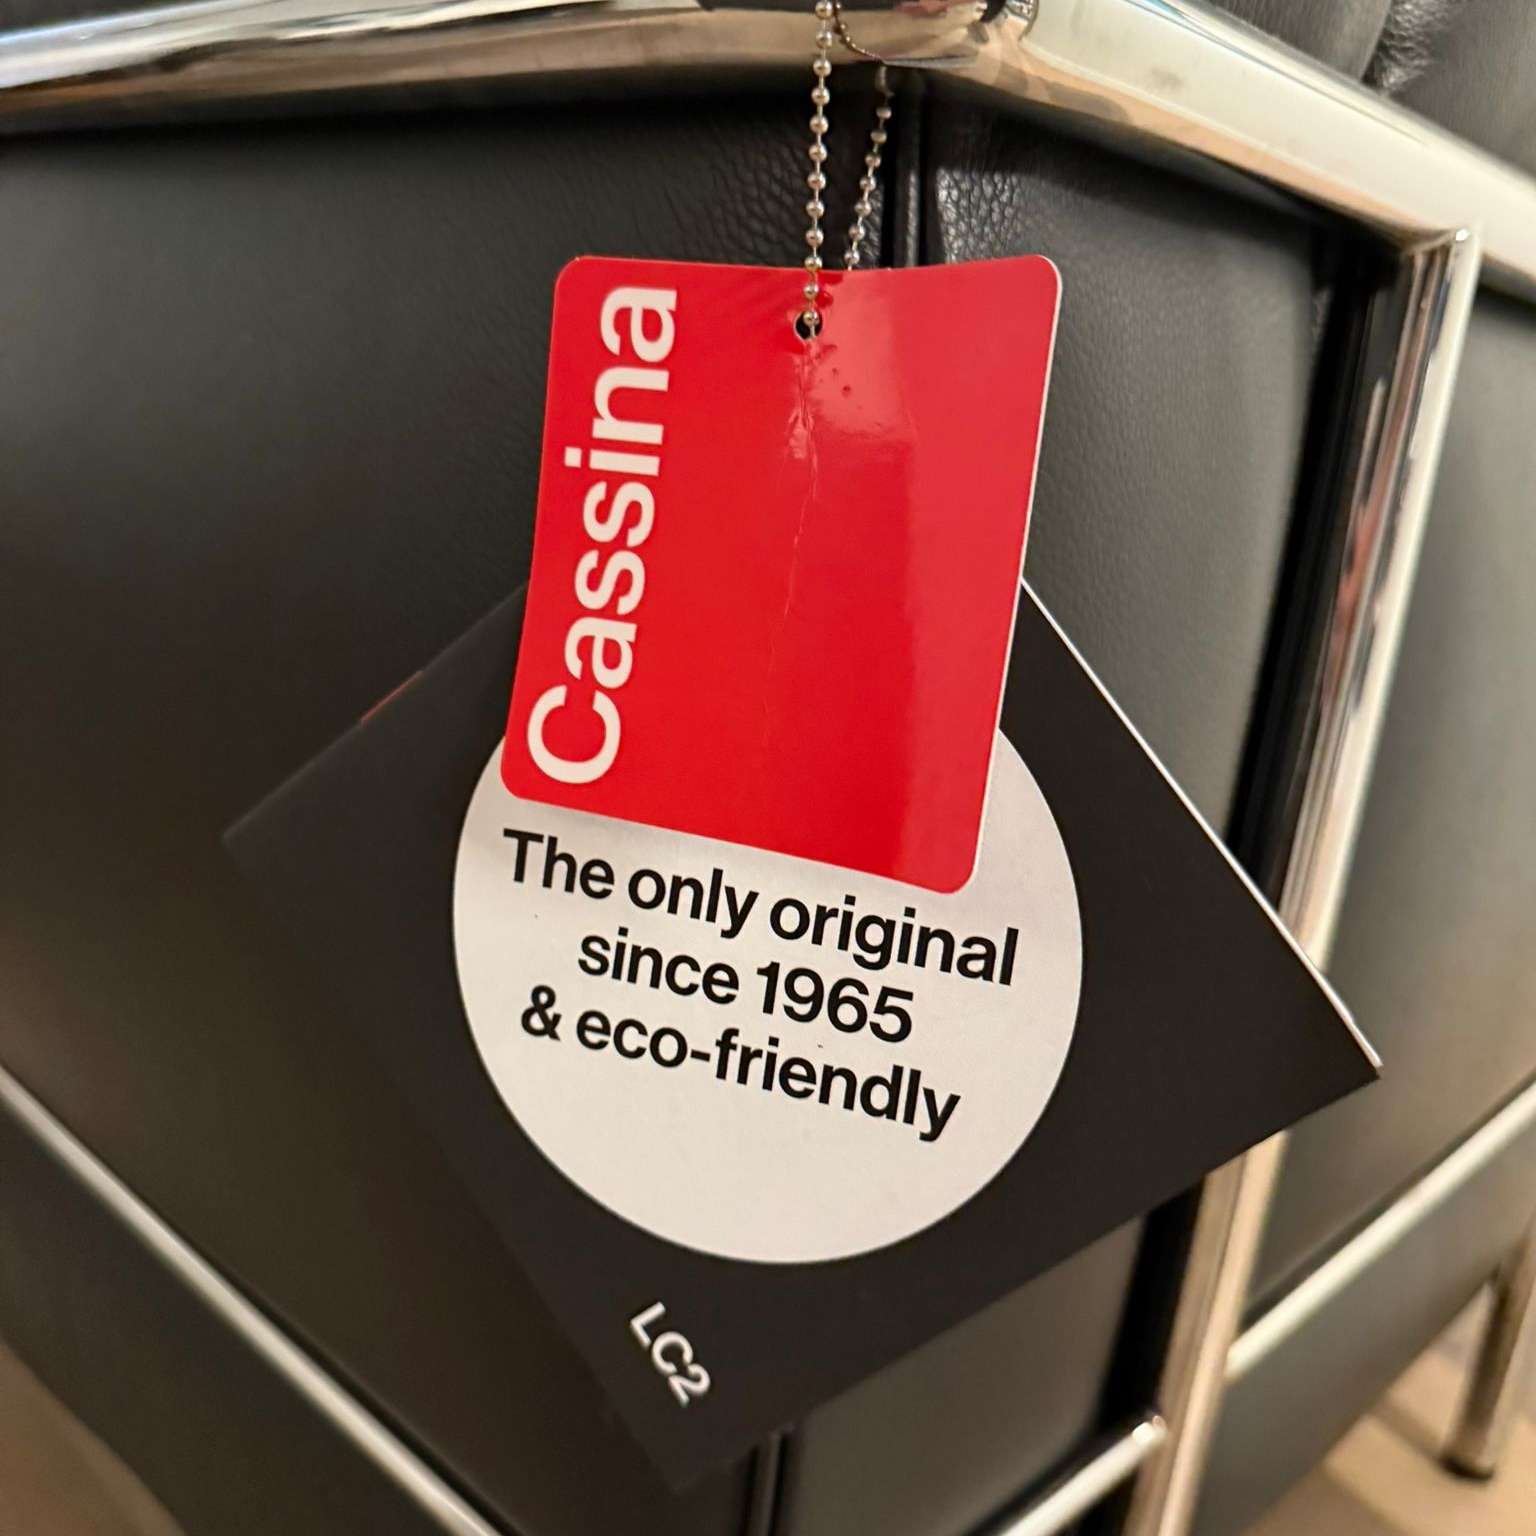 Cassina
The only original
since 1965
& eco-friendly
LC2